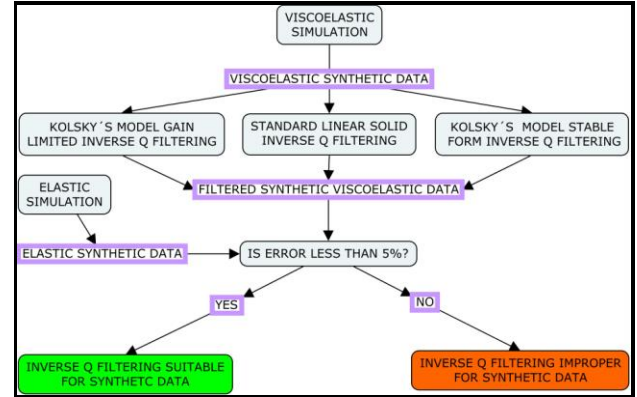 VISCOELASTIC
SIMULATION
VISCOELASTIC SYNTHETIC DATA
KOLSKY´S MODEL GAIN
LIMITED INVERSE Q FILTERING
STANDARD LINEAR SOLID
INVERSE Q FILTERING
KOLSKY´S MODEL STABLE
FORM INVERSE Q FILTERING
ELASTIC
SIMULATION
FILTERED SYNTHETIC VISCOELASTIC DATA
ELASTIC SYNTHETIC DATA
IS ERROR LESS THAN 5%?
YES
NO
INVERSE Q FILTERING SUITABLE
FOR SYNTHETC DATA
INVERSE Q FILTERING IMPROPER
FOR SYNTHETIC DATA